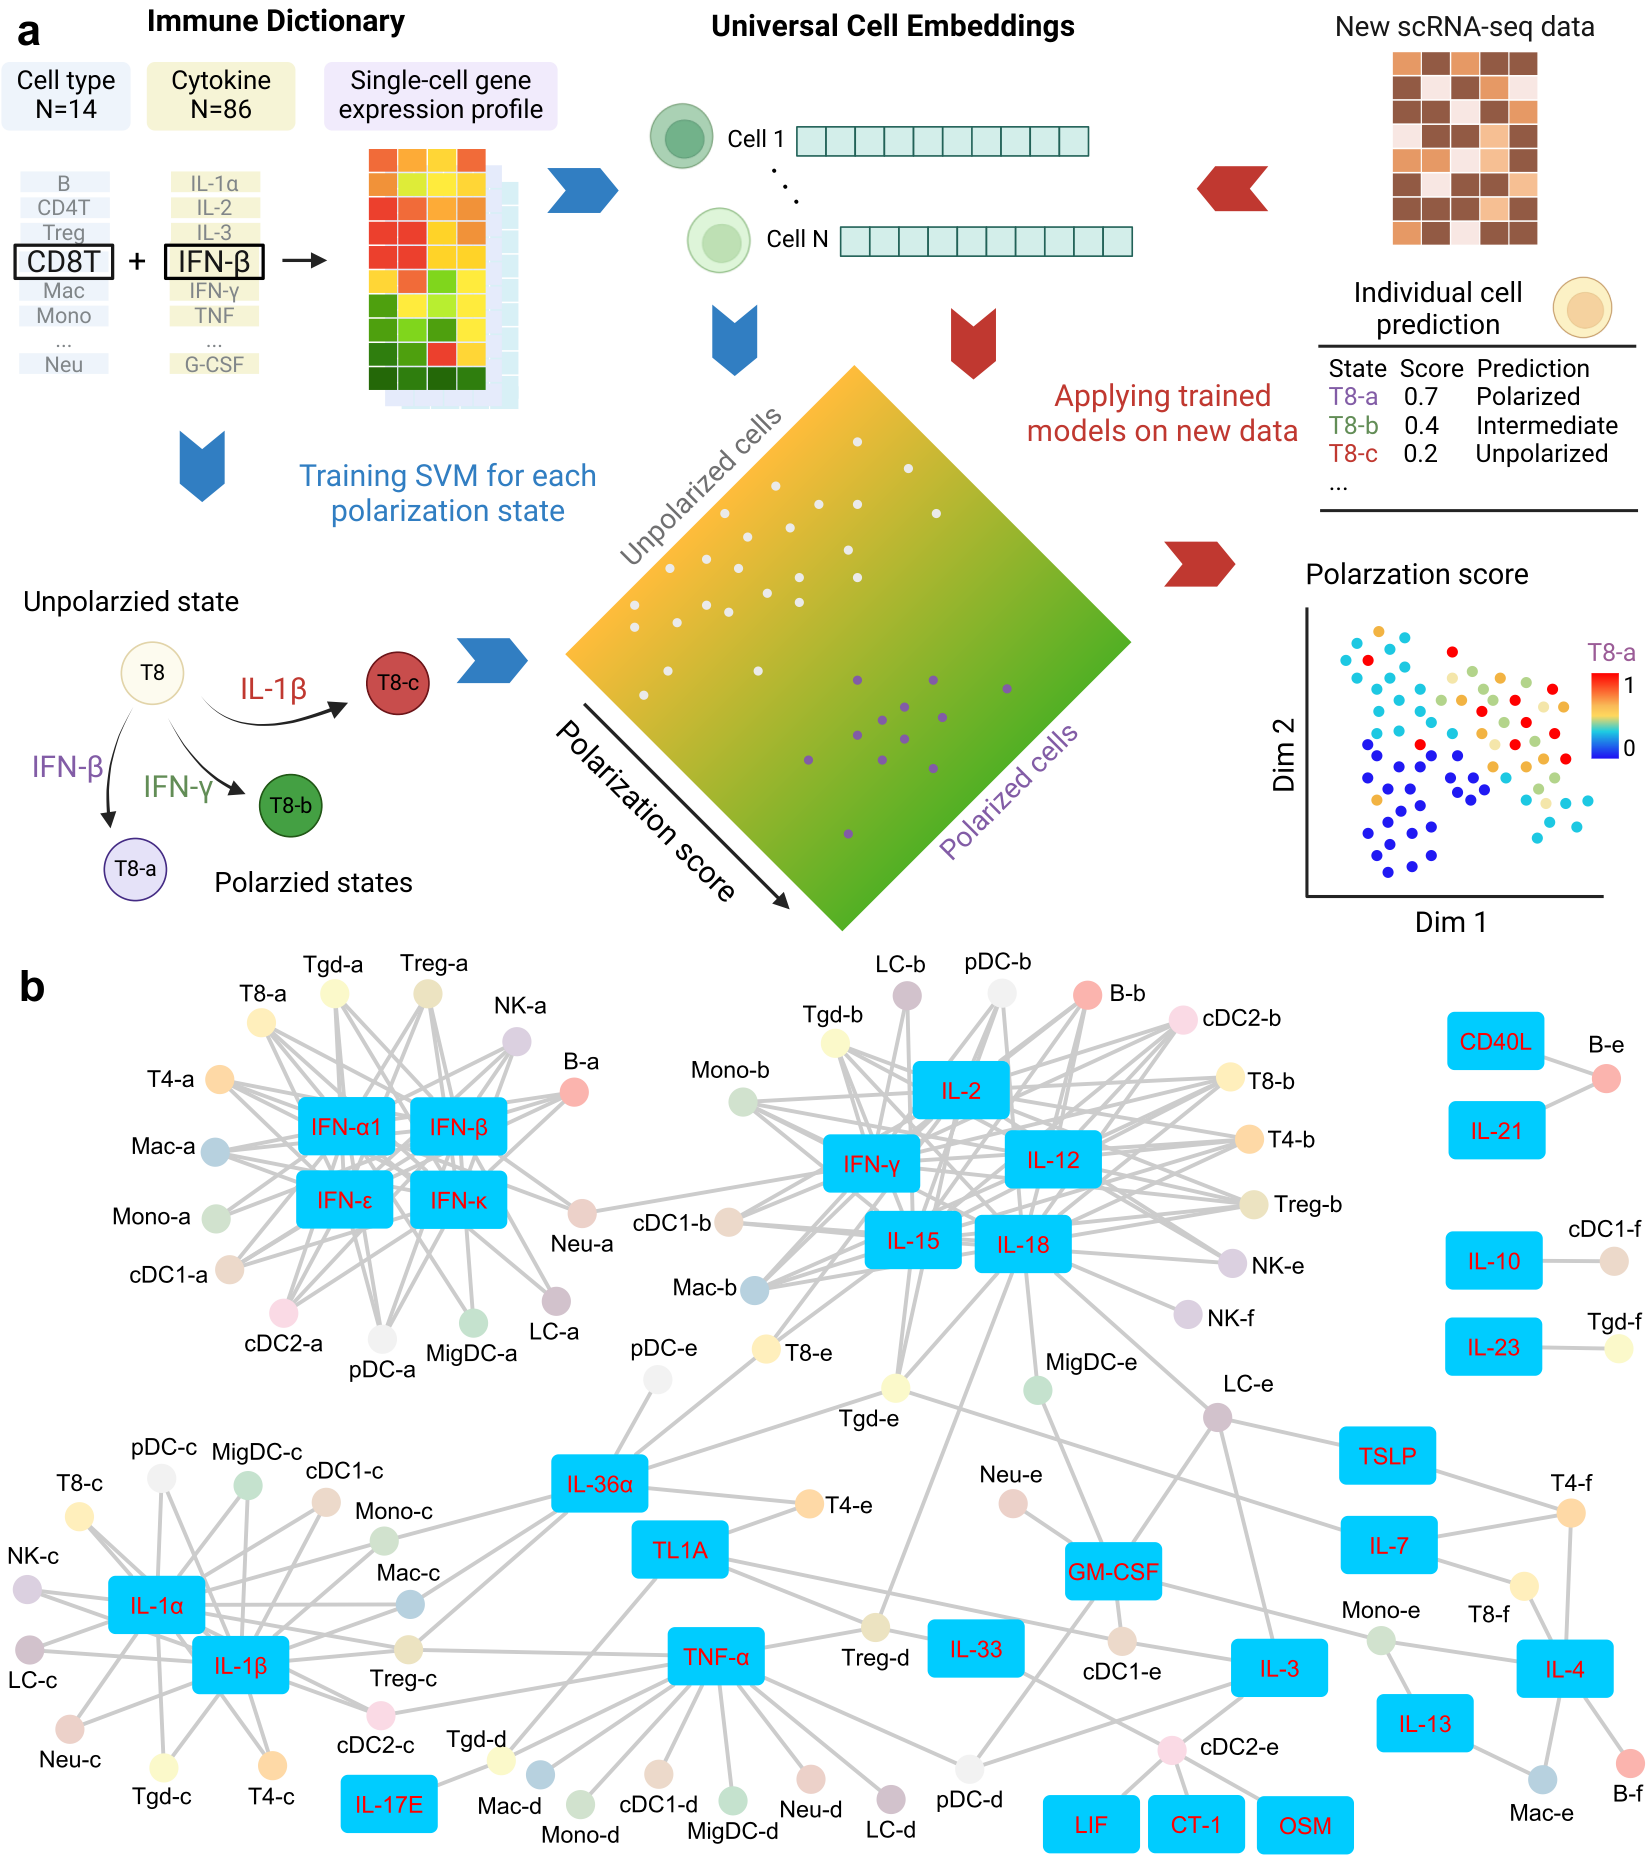 a
Immune Dictionary
Universal Cell Embeddings
New scRNA-seq data
Cell type
N=14
Cytokine
N=86
Single-cell gene
expression profile
B
CD4T
Treg
CD8T
Mac
Mono
...
Neu
+
IL-1α
IL-2
IL-3
IFN-β
IFN-γ
TNF
...
G-CSF
Cell 1
Cell N
Individual cell
prediction
State Score Prediction
T8-a 0.7 Polarized
T8-b 0.4 Intermediate
T8-c 0.2 Unpolarized
...
Applying trained
models on new data
Training SVM for each
polarization state
Unpolarized cells
Polarized cells
Polarization score
Unpolarzied state
T8
IL-1β
T8-c
IFN-β
IFN-γ
T8-b
T8-a
Polarzied states
Polarzation score
T8-a
1
0
Dim 2
Dim 1
b
Tgd-a
Treg-a
T8-a
NK-a
T4-a
B-a
IFN-α1
IFN-β
Mac-a
IFN-ε
IFN-κ
Mono-a
Neu-a
cDC1-a
cDC2-a
pDC-a
MigDC-a
LC-a
LC-b
pDC-b
B-b
Tgd-b
cDC2-b
Mono-b
IL-2
T8-b
IFN-γ
IL-12
T4-b
cDC1-b
IL-15
IL-18
Treg-b
Mac-b
NK-e
NK-f
CD40L
B-e
IL-21
cDC1-f
IL-10
Tgd-f
IL-23
pDC-e
T8-e
MigDC-e
LC-e
Tgd-e
pDC-c
MigDC-c
cDC1-c
T8-c
Mono-c
IL-36α
Neu-e
TSLP
T4-f
T4-e
TL1A
IL-7
NK-c
Mac-c
IL-1α
GM-CSF
Mono-e
T8-f
IL-1β
LC-c
Treg-c
TNF-α
Treg-d
IL-33
cDC1-e
IL-3
IL-4
IL-13
Neu-c
cDC2-c
Tgd-d
cDC2-e
Tgd-c
T4-c
IL-17E
Mac-d
Mono-d
cDC1-d
MigDC-d
Neu-d
LC-d
pDC-d
LIF
CT-1
OSM
Mac-e
B-f